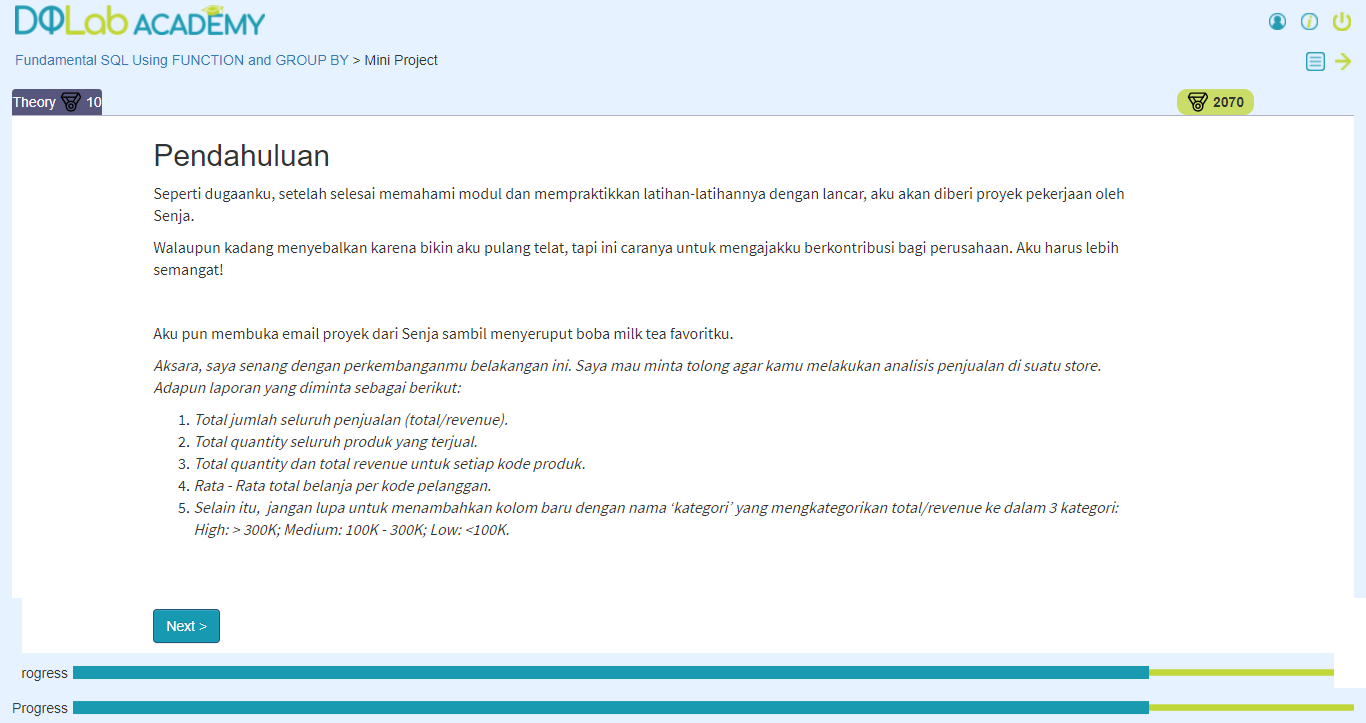 DQLab ACADEMY
Fundamental SQL Using FUNCTION and GROUP BY > Mini Project
Theory 10
2070
Pendahuluan
Seperti dugaanku, setelah selesai memahami modul dan mempraktikkan latihan-latihannya dengan lancar, aku akan diberi proyek pekerjaan oleh
Senja.
Walaupun kadang menyebalkan karena bikin aku pulang telat, tapi ini caranya untuk mengajakku berkontribusi bagi perusahaan. Aku harus lebih
semangat!
Aku pun membuka email proyek dari Senja sambil menyeruput boba milk tea favoritku.
Aksara, saya senang dengan perkembanganmu belakangan ini. Saya mau minta tolong agar kamu melakukan analisis penjualan di suatu store.
Adapun laporan yang diminta sebagai berikut:
1. Total jumlah seluruh penjualan (total/revenue).
2. Total quantity seluruh produk yang terjual.
3. Total quantity dan total revenue untuk setiap kode produk.
4. Rata - Rata total belanja per kode pelanggan.
5. Selain itu, jangan lupa untuk menambahkan kolom baru dengan nama ‘kategori’ yang mengkategorikan total/revenue ke dalam 3 kategori:
High: > 300K; Medium: 100K - 300K; Low: <100K.
Next >
rogress
Progress